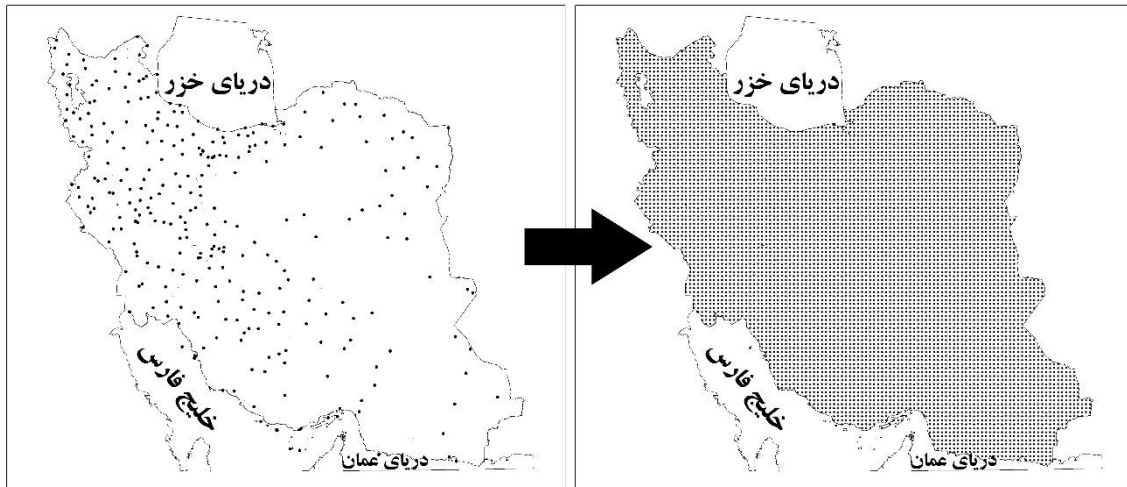 دریای خزر
خلیج فارس
دریای عمان
دریای خزر
خلیج فارس
دریای عمان